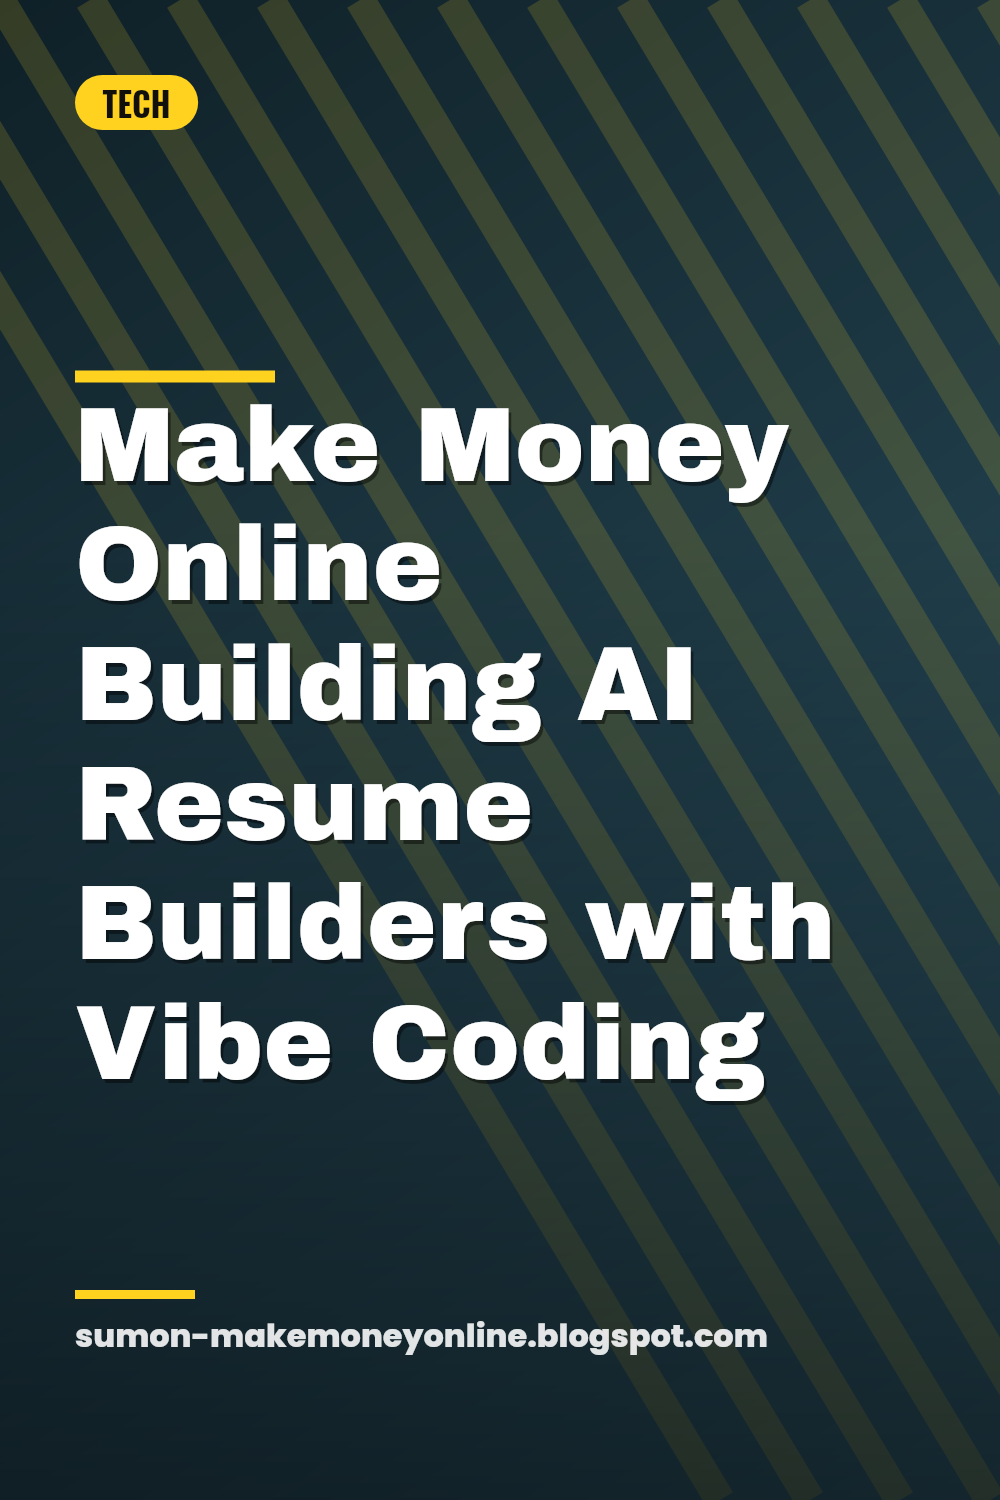 TECH
Make Money
Online
Building AI
Resume
Builders with
Vibe Coding
sumon-makemoneyonline.blogspot.com